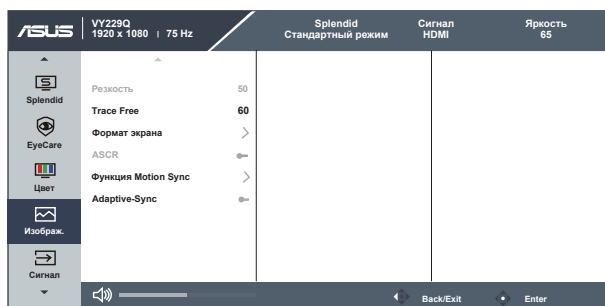 ASUS
VY229Q
1920 x 1080 | 75 Hz
Splendid
Стандартный режим
Сигнал
HDMI
Яркость
65
Splendid
EyeCare
Цвет
Изображ.
Сигнал
Резкость 50
Trace Free 60
Формат экрана
ASCR
Функция Motion Sync
Adaptive-Sync
Back/Exit
Enter